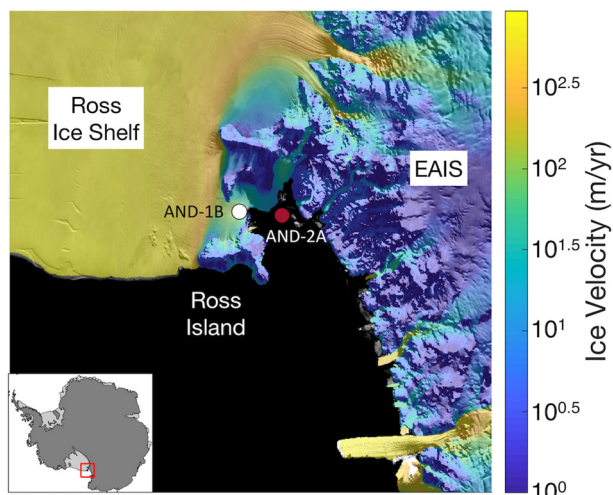 Ross
Ice Shelf
EAIS
AND-1B
AND-2A
Ross
Island
10^2.5
10^2
10^1.5
10^1
10^0.5
10^0
Ice Velocity (m/yr)